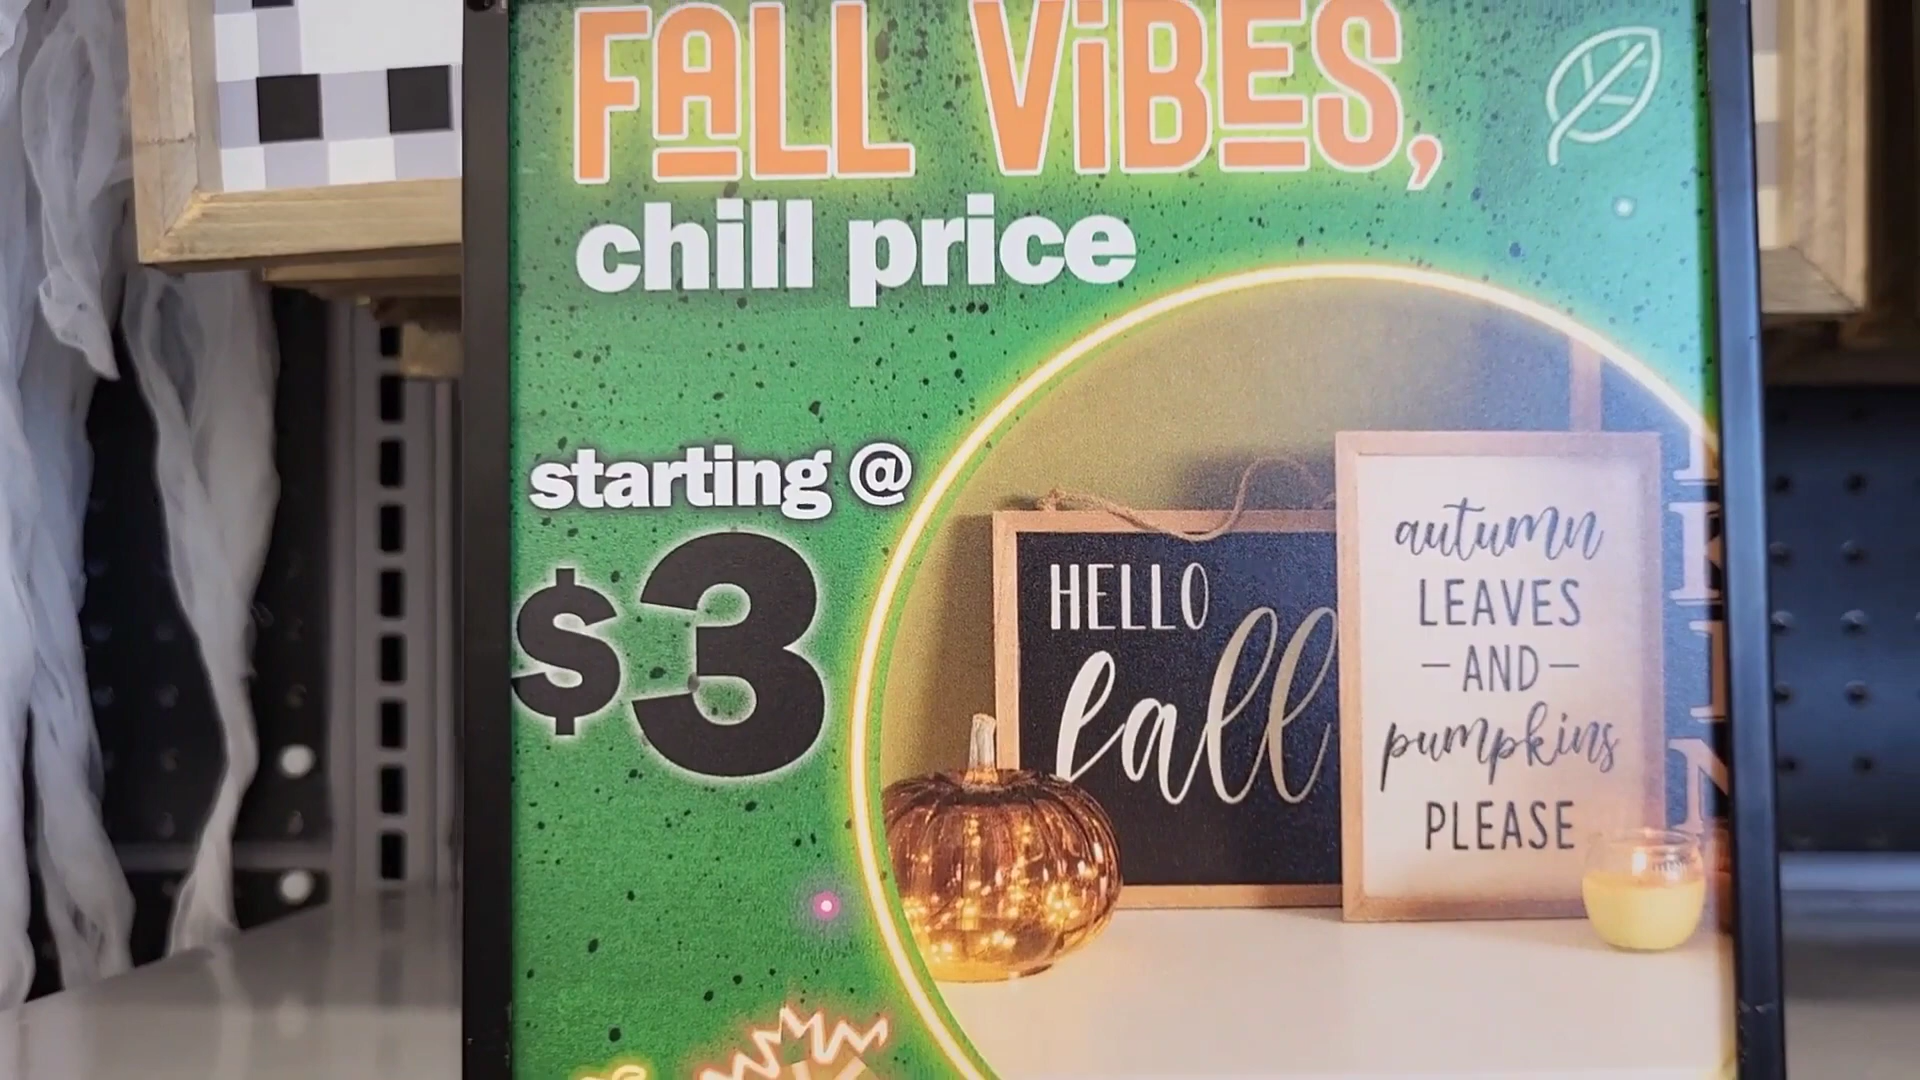 FALL ViBES,
chill price
starting @
$3
HELLO
fall
autumn
LEAVES
—AND—
pumpkins
PLEASE